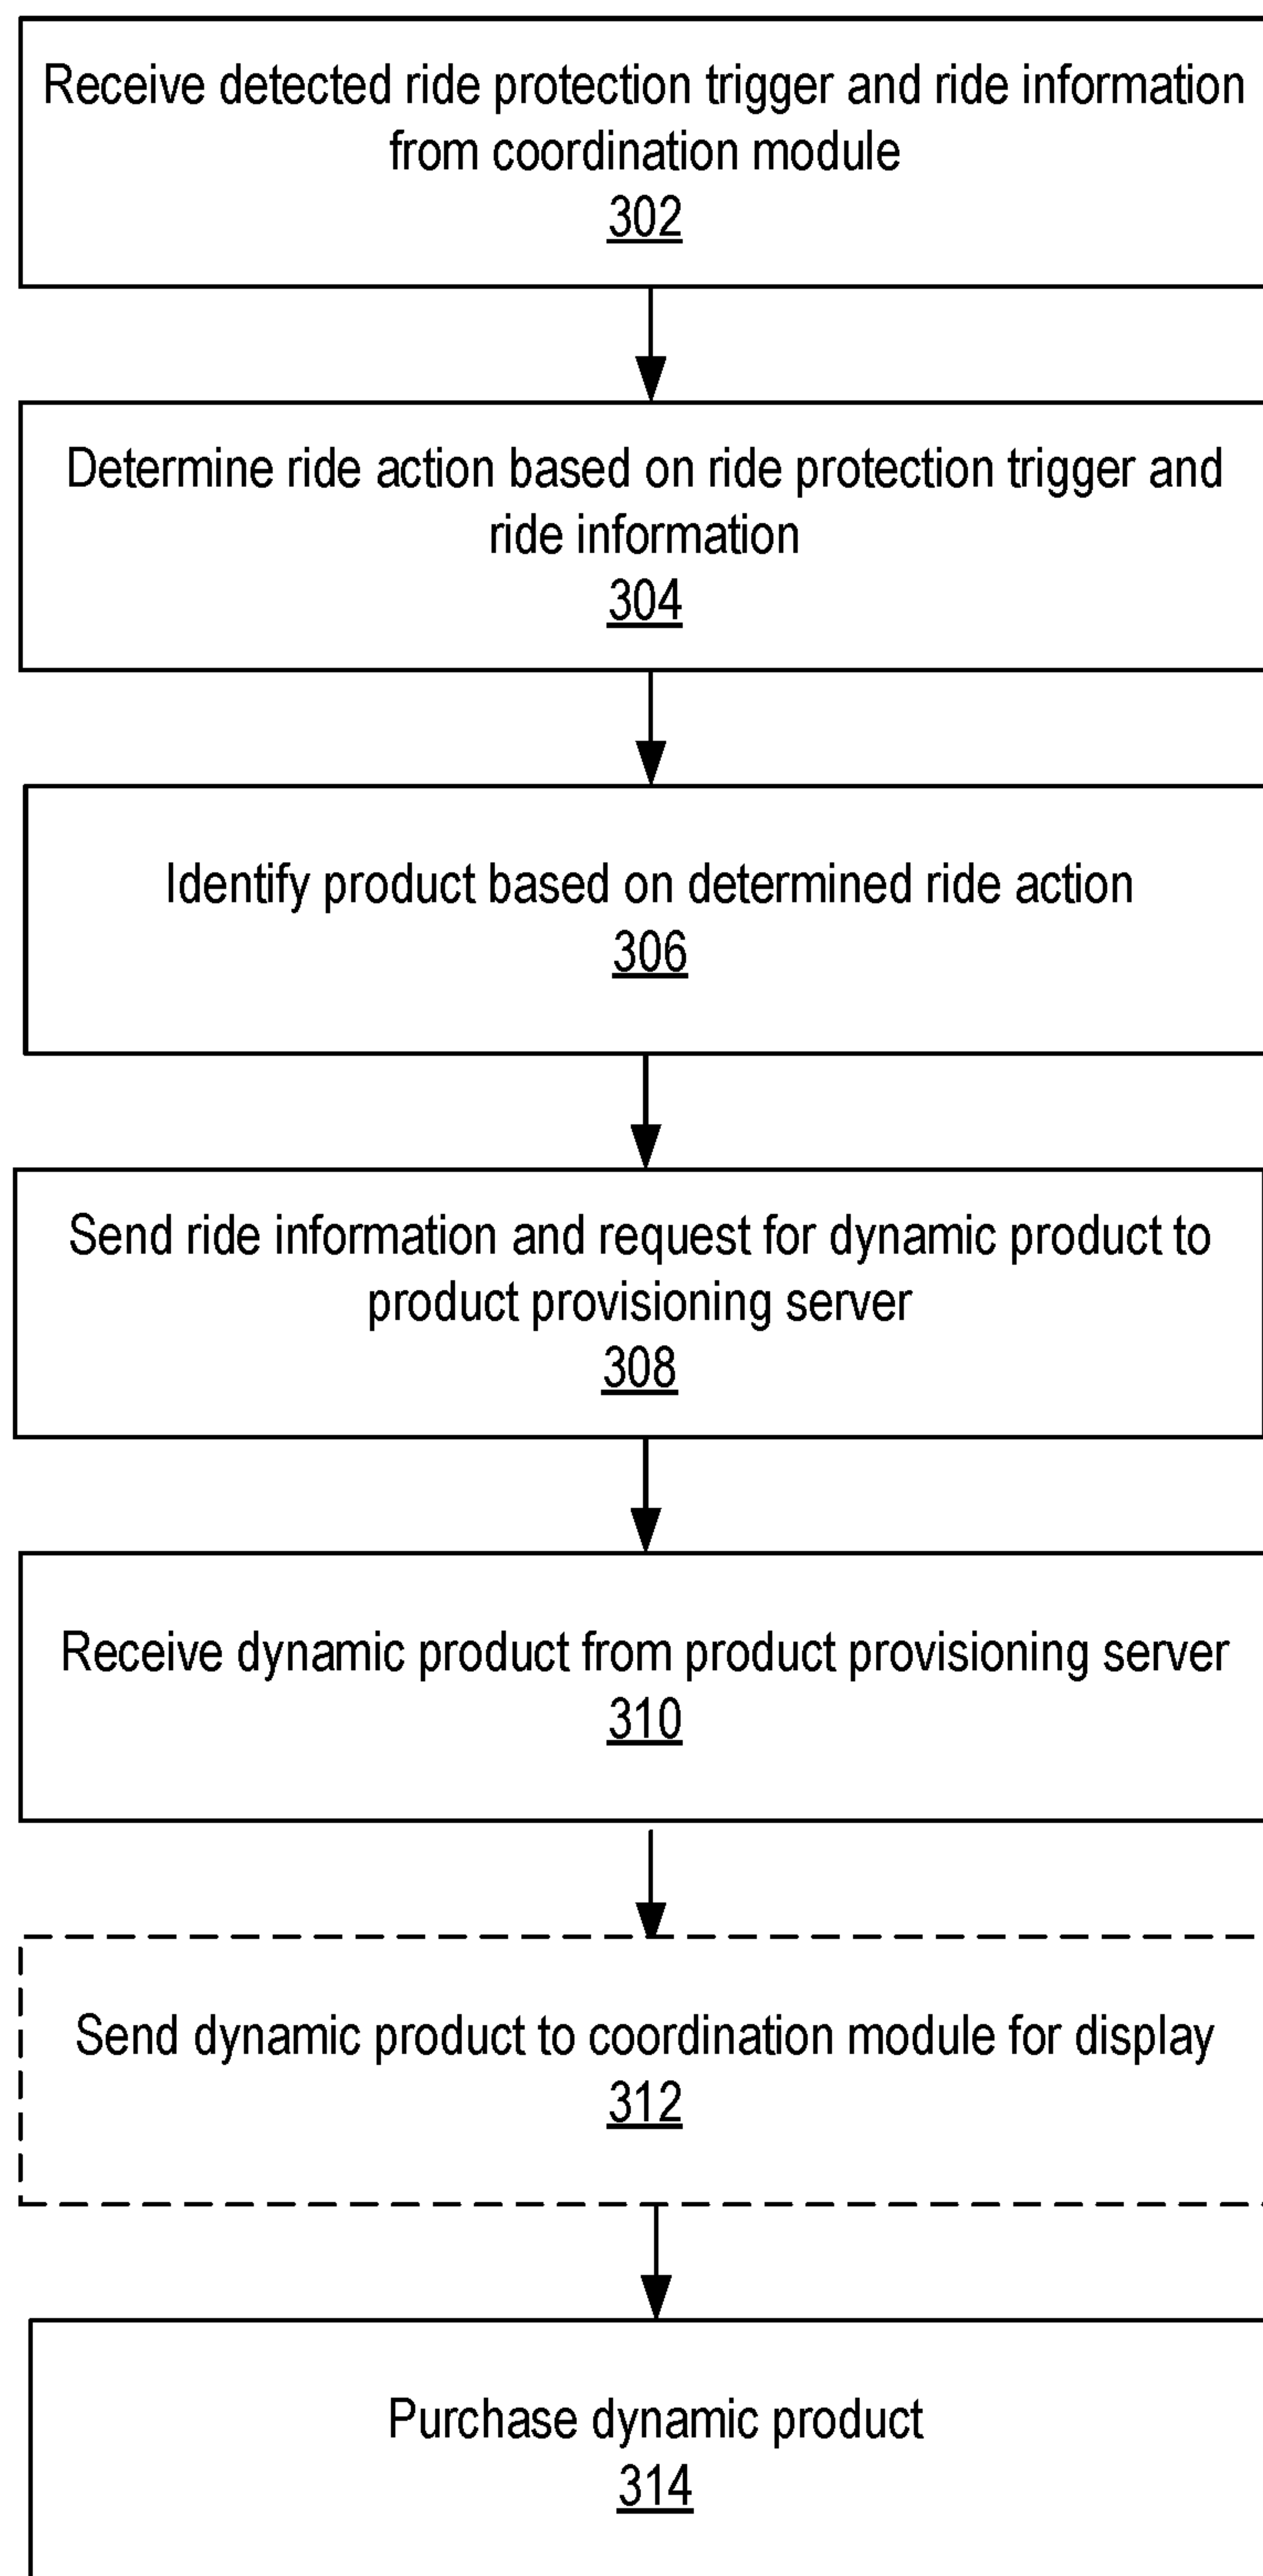 Receive detected ride protection trigger and ride information
from coordination module
302
Determine ride action based on ride protection trigger and
ride information
304
Identify product based on determined ride action
306
Send ride information and request for dynamic product to
product provisioning server
308
Receive dynamic product from product provisioning server
310
Send dynamic product to coordination module for display
312
Purchase dynamic product
314